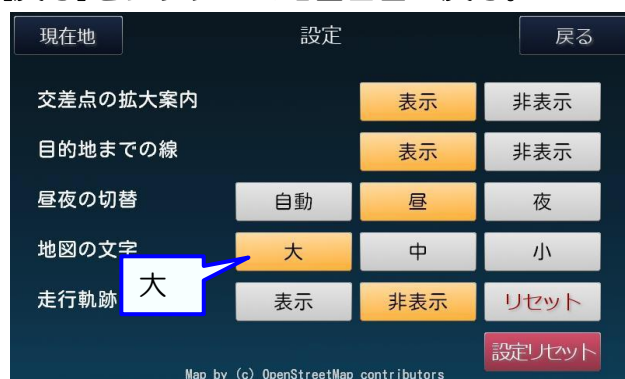 現在地 設定 戻る
交差点の拡大案内 表示 非表示
目的地までの線 表示 非表示
昼夜の切替 自動 昼 夜
地図の文字 大 中 小
大
走行軌跡 表示 非表示 リセット
設定リセット
Map by (c) OpenStreetMap contributors